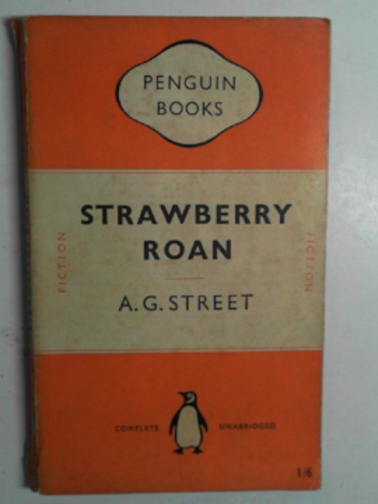 PENGUIN
BOOKS
STRAWBERRY
ROAN
FICTION
FICTION
A.G. STREET
COMPLETE UNABRIDGED
1/6